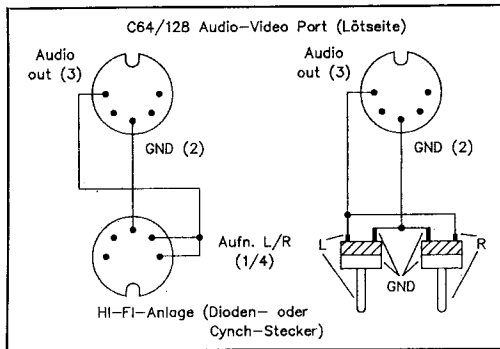 C64/128 Audio-Video Port (Lötseite)
Audio
out (3)
GND (2)
Aufn. L/R
(1/4)
HI-FI-Anlage (Dioden- oder
Cynch-Stecker)
Audio
out (3)
GND (2)
L
R
GND